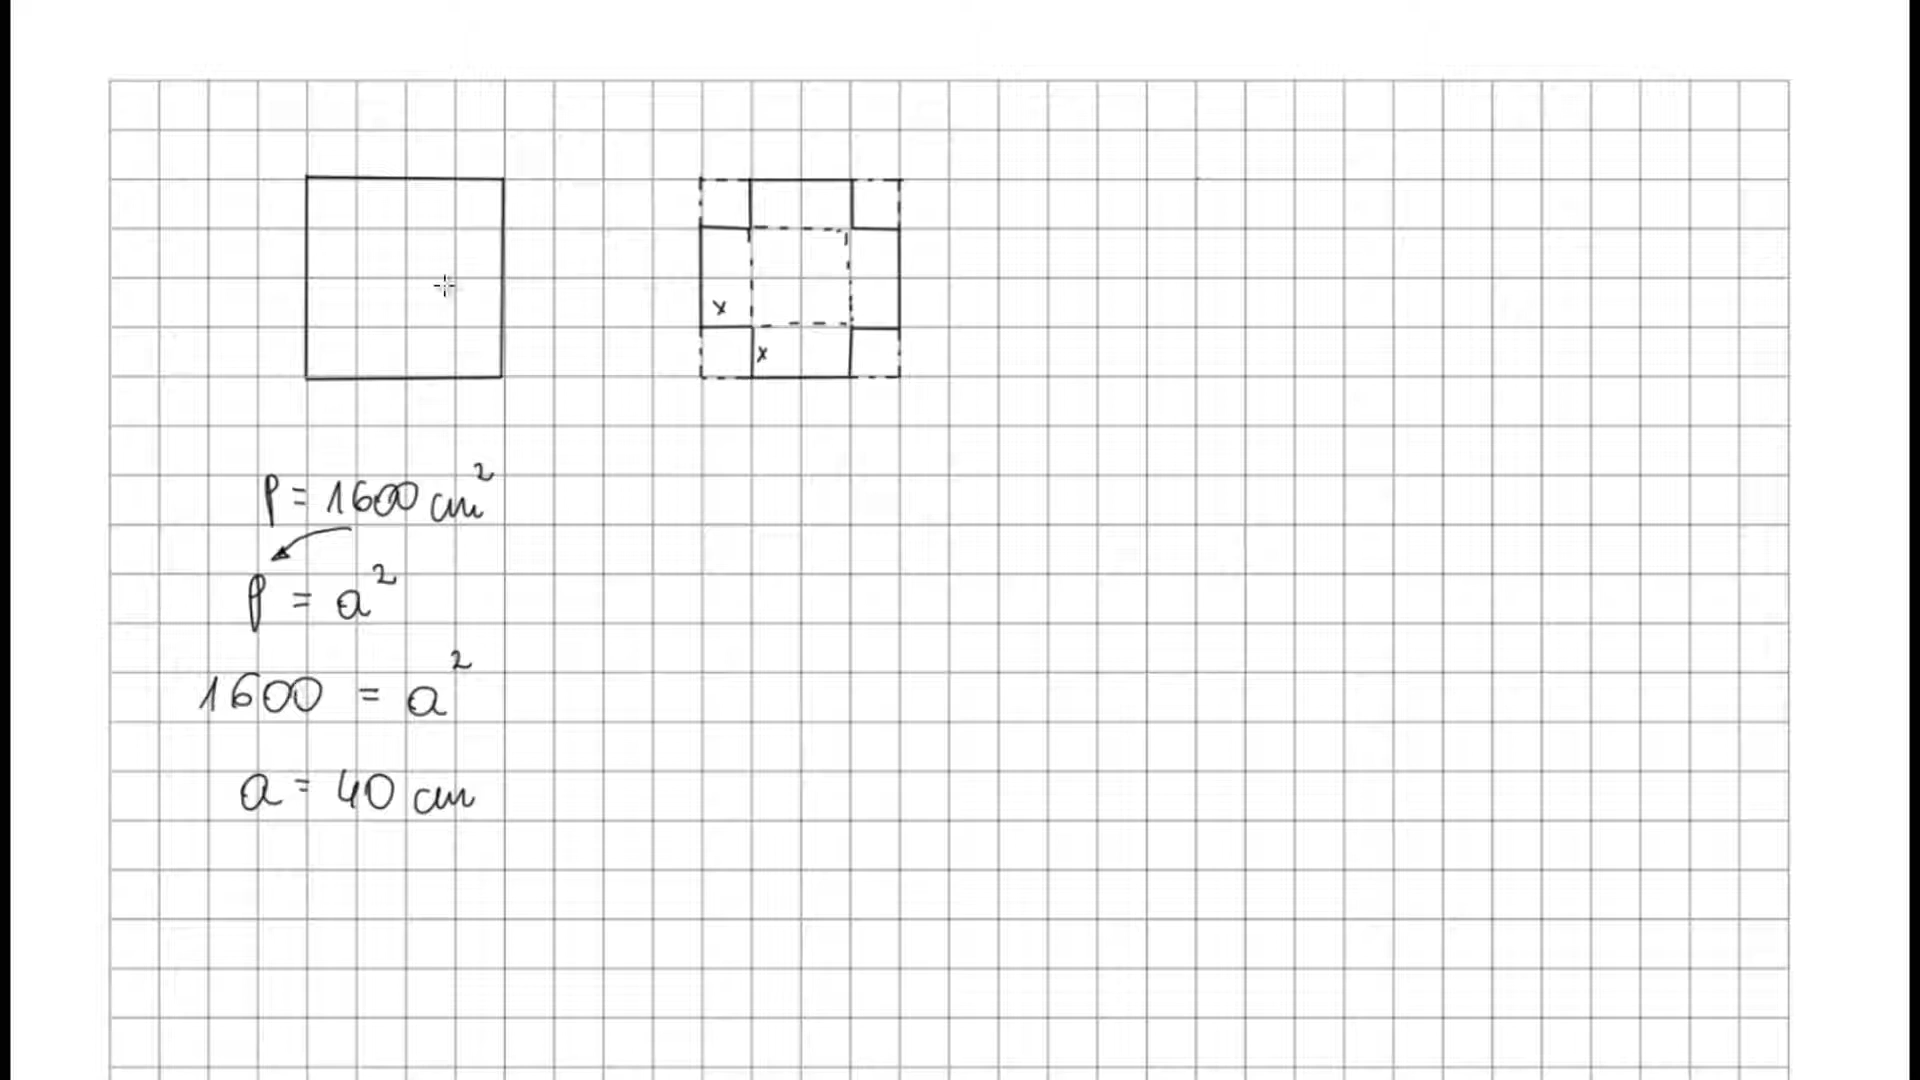 x
x
P = 1600 cm²
P = a²
1600 = a²
a = 40 cm